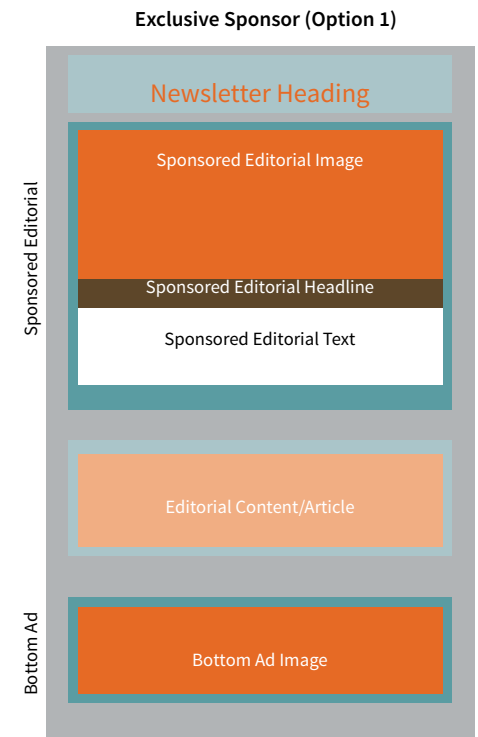 Exclusive Sponsor (Option 1)
Newsletter Heading
Sponsored Editorial
Sponsored Editorial Image
Sponsored Editorial Headline
Sponsored Editorial Text
Editorial Content/Article
Bottom Ad
Bottom Ad Image